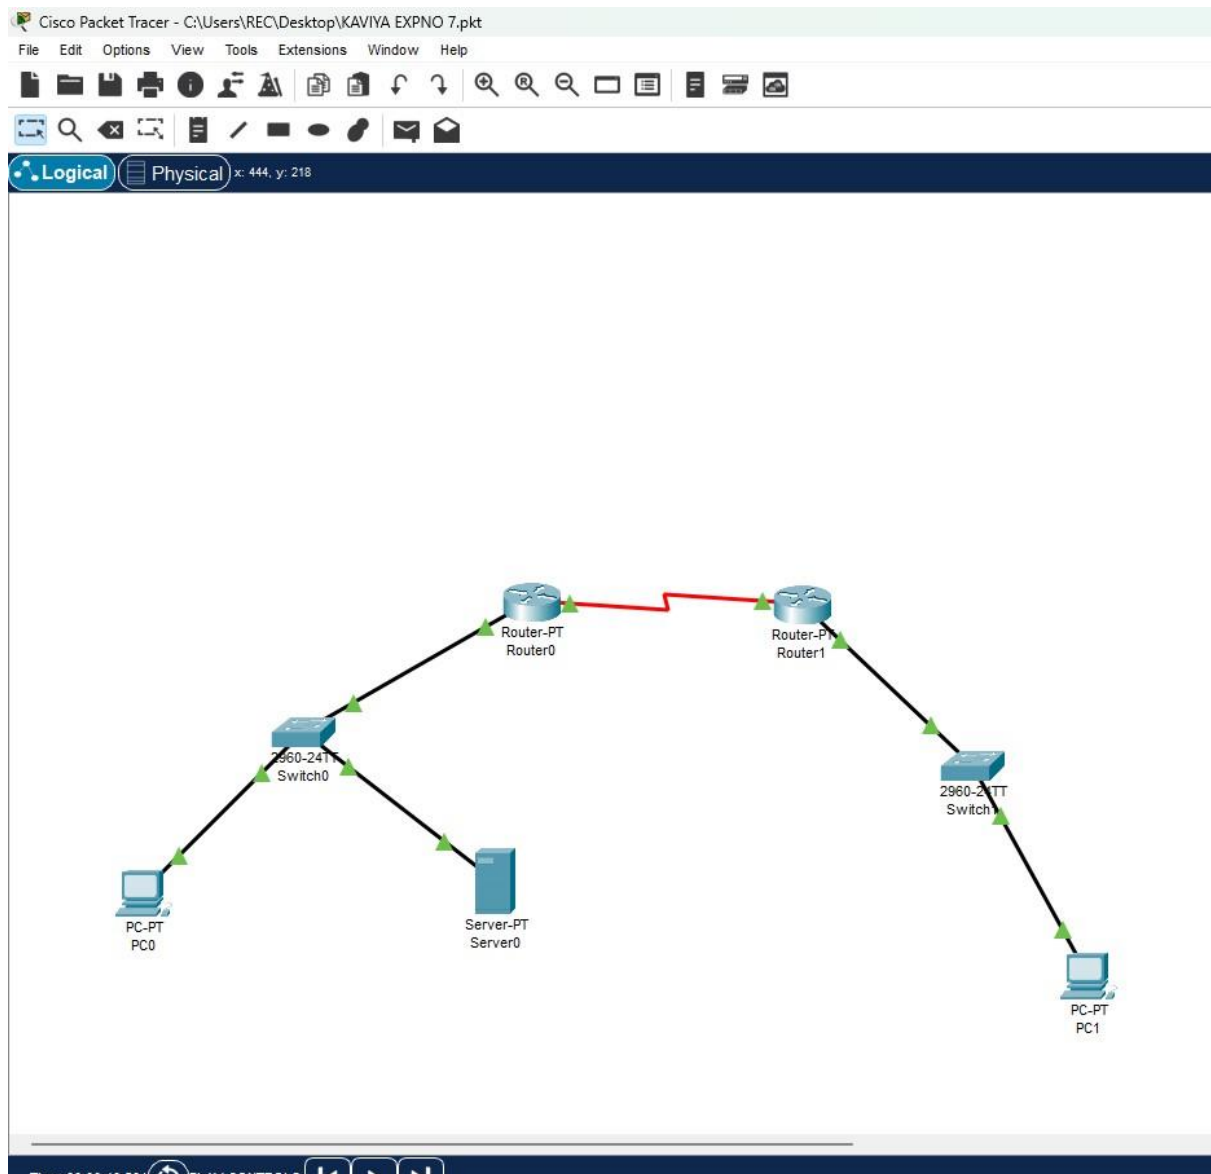 Cisco Packet Tracer - C:\Users\REC\Desktop\KAVIYA EXPNO 7.pkt
File Edit Options View Tools Extensions Window Help
Logical Physical x: 444, y: 218
Router-PT
Router0
Router-PT
Router1
2960-24TT
Switch0
2960-24TT
Switch1
PC-PT
PC0
Server-PT
Server0
PC-PT
PC1